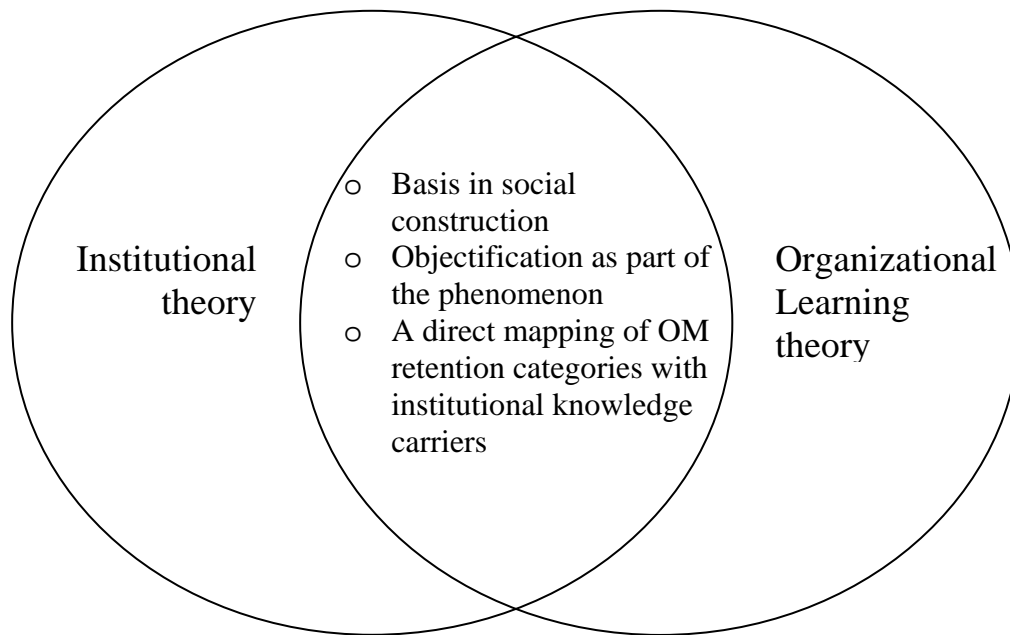 Institutional
theory
o Basis in social
construction
o Objectification as part of
the phenomenon
o A direct mapping of OM
retention categories with
institutional knowledge
carriers
Organizational
Learning
theory